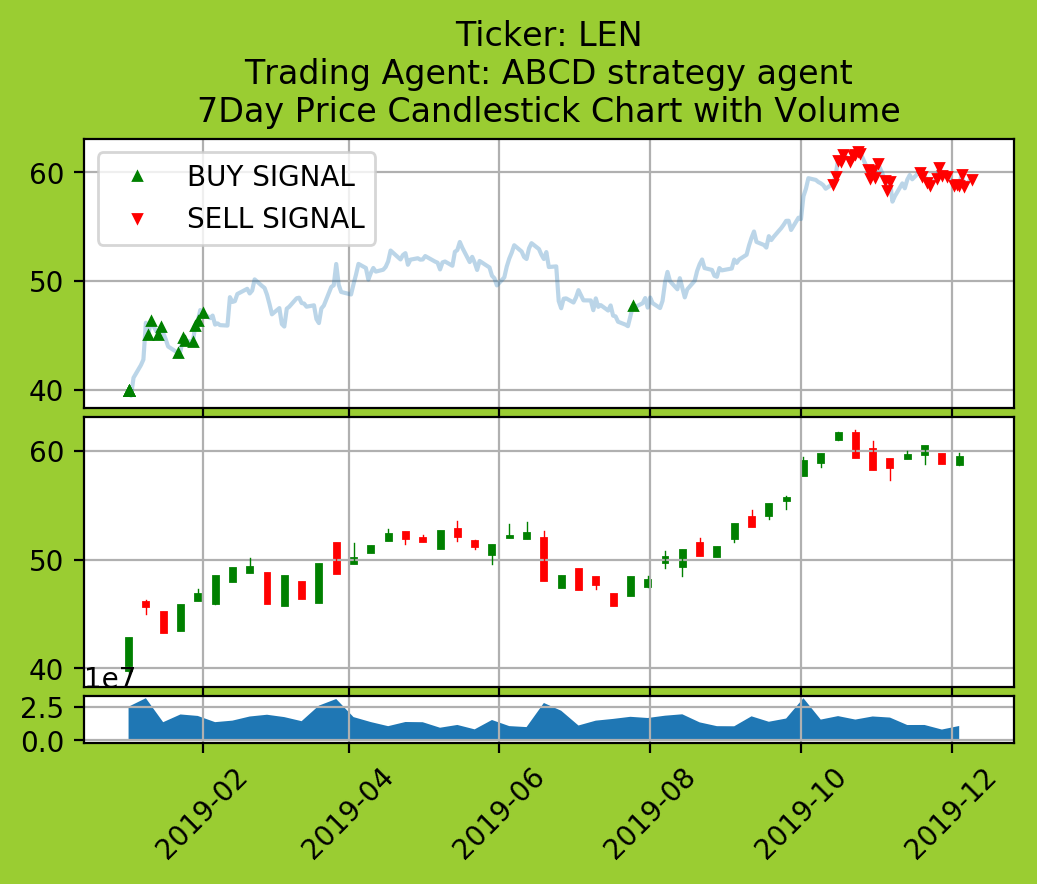 Ticker: LEN
Trading Agent: ABCD strategy agent
7Day Price Candlestick Chart with Volume
60
50
40
BUY SIGNAL
SELL SIGNAL
60
50
40
1e7
2.5
0.0
2019-02
2019-04
2019-06
2019-08
2019-10
2019-12